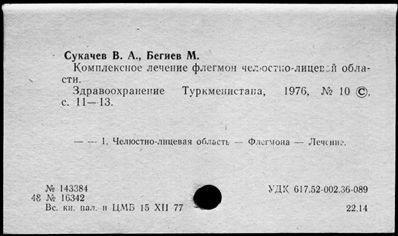 Сукачев В. А., Бегиев М.
Комплексное лечение флегмон челюстно-лицевой обла-
сти.
Здравоохранение Туркменистана, 1976, № 10 ©,
с. 11—13.
— — 1. Челюстно-лицевая область — Флегмона — Лечение.
№ 143384
48 № 16342
Вс. кн. пал. и ЦМБ 15 XII 77
УДК 617.52-002.36-089
22.14